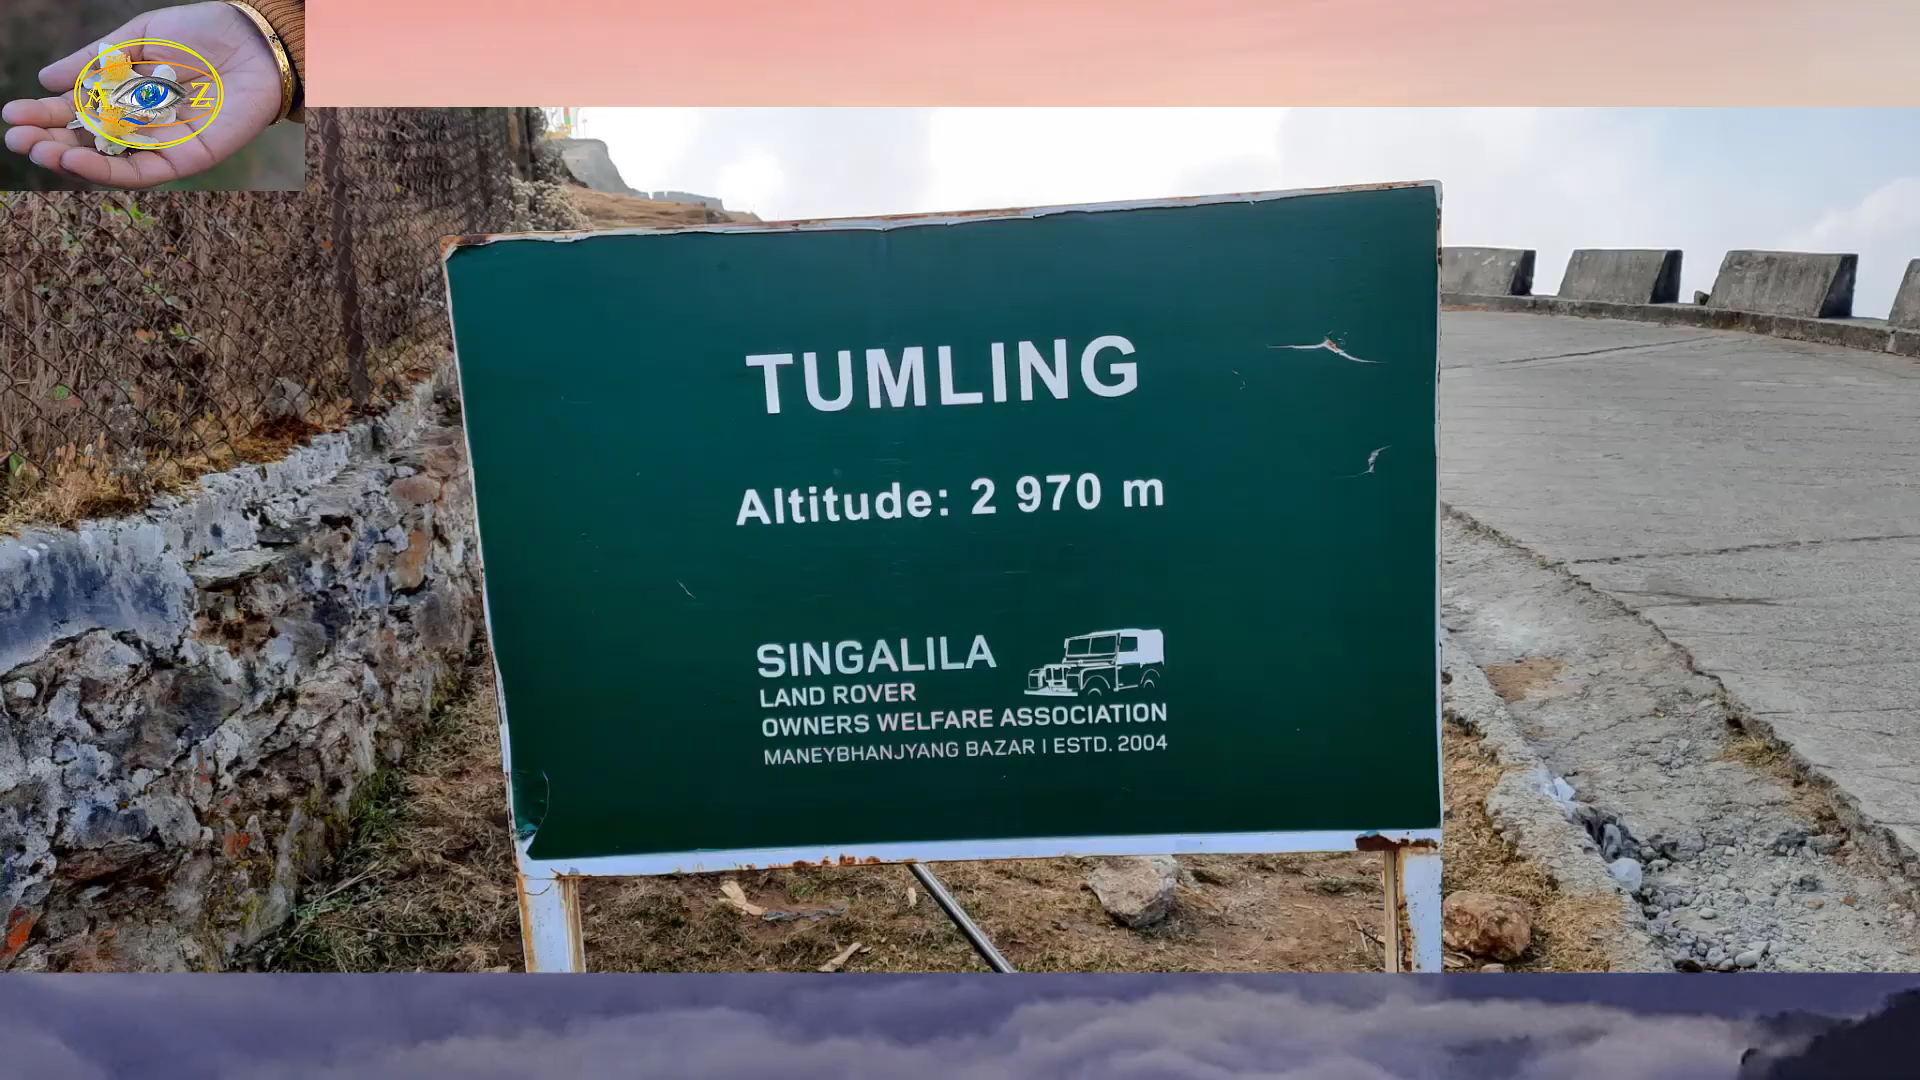 A Z
TUMLING
Altitude: 2 970 m
SINGALILA
LAND ROVER
OWNERS WELFARE ASSOCIATION
MANEYBHANJYANG BAZAR | ESTD. 2004